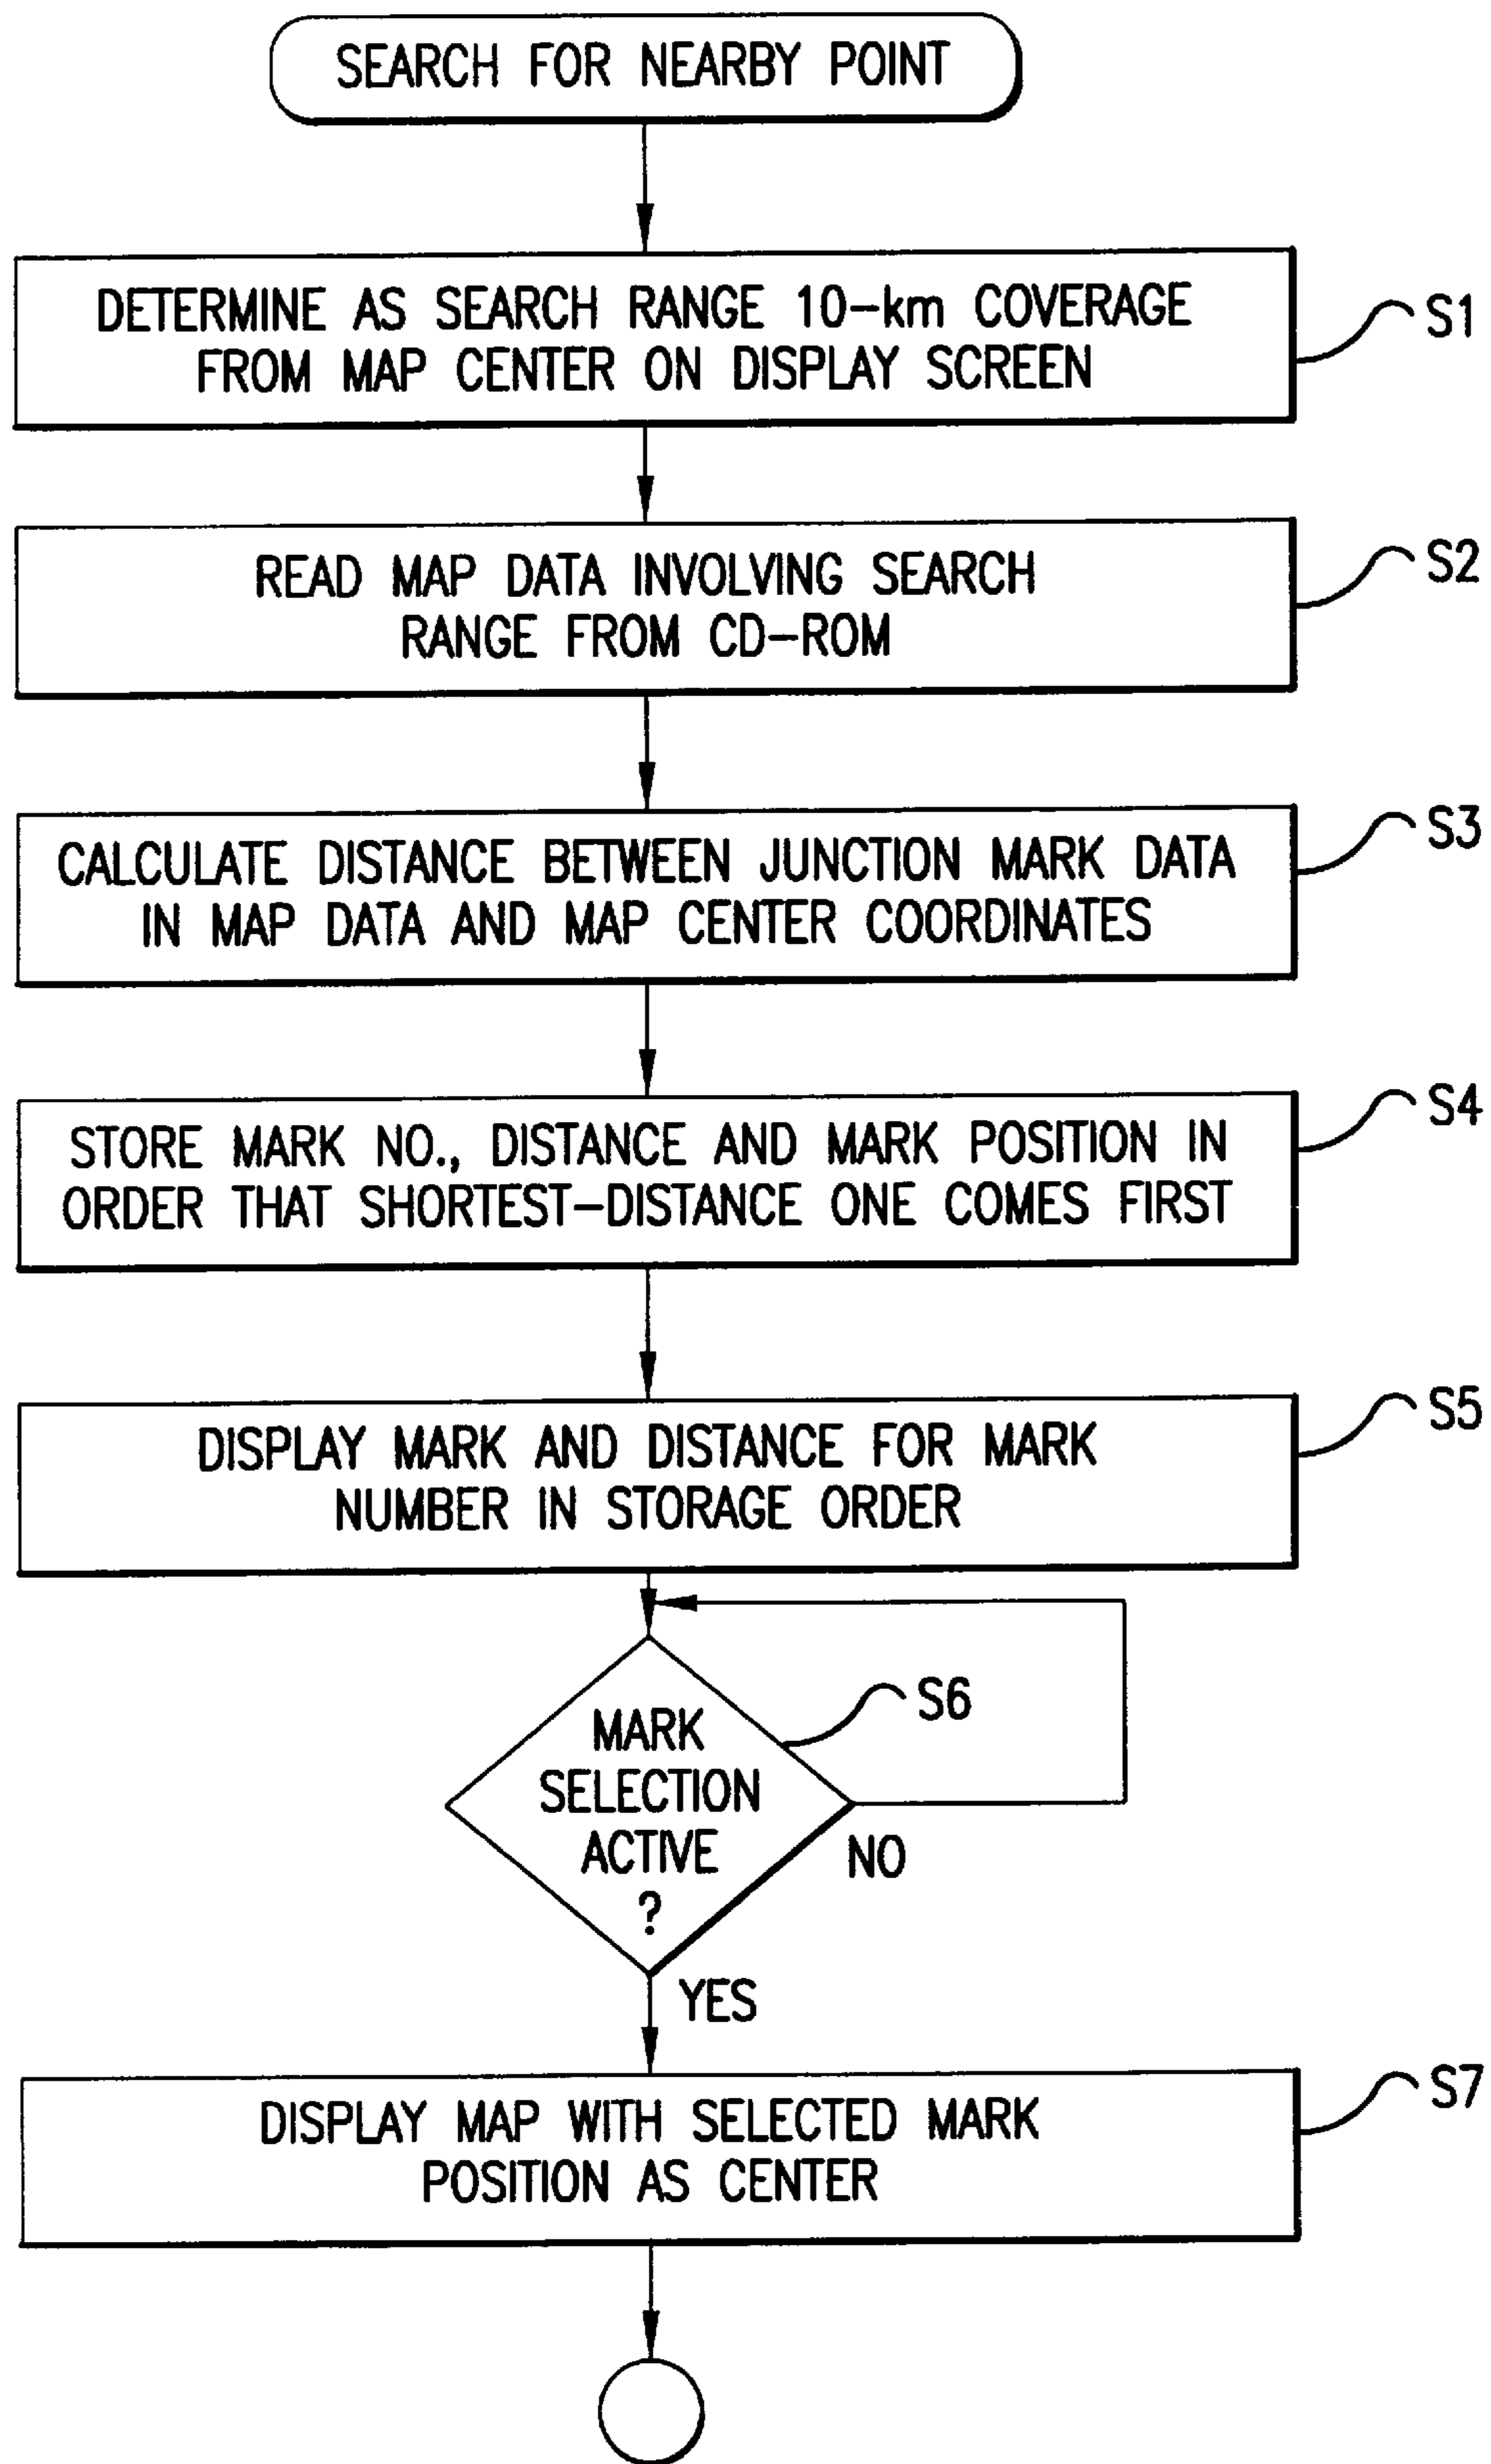 SEARCH FOR NEARBY POINT
DETERMINE AS SEARCH RANGE 10-km COVERAGE
FROM MAP CENTER ON DISPLAY SCREEN
S1
READ MAP DATA INVOLVING SEARCH
RANGE FROM CD-ROM
S2
CALCULATE DISTANCE BETWEEN JUNCTION MARK DATA
IN MAP DATA AND MAP CENTER COORDINATES
S3
STORE MARK NO., DISTANCE AND MARK POSITION IN
ORDER THAT SHORTEST-DISTANCE ONE COMES FIRST
S4
DISPLAY MARK AND DISTANCE FOR MARK
NUMBER IN STORAGE ORDER
S5
MARK
SELECTION
ACTIVE
?
S6
NO
YES
DISPLAY MAP WITH SELECTED MARK
POSITION AS CENTER
S7